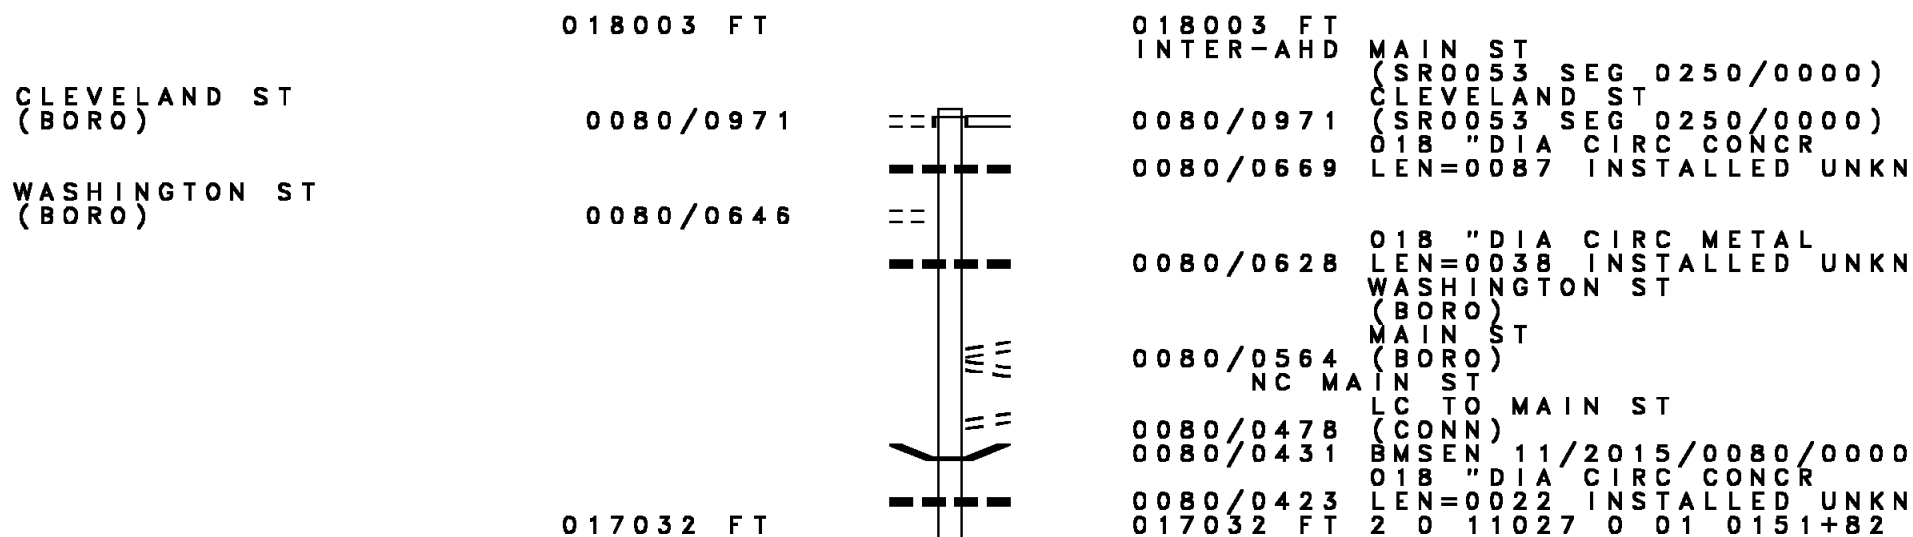 018003 FT 018003 FT
INTER-AHD MAIN ST
(SR0053 SEG 0250/0000)
CLEVELAND ST CLEVELAND ST
(BORO) 0080/0971 0080/0971 (SR0053 SEG 0250/0000)
018 "DIA CIRC CONCR
0080/0669 LEN=0087 INSTALLED UNKN
WASHINGTON ST
(BORO) 0080/0646
018 "DIA CIRC METAL
0080/0628 LEN=0038 INSTALLED UNKN
WASHINGTON ST
(BORO)
MAIN ST
0080/0564 (BORO)
NC MAIN ST
LC TO MAIN ST
0080/0478 (CONN)
0080/0431 BMSEN 11/2015/0080/0000
018 "DIA CIRC CONCR
0080/0423 LEN=0022 INSTALLED UNKN
017032 FT 017032 FT 2 0 11027 0 01 0151+82